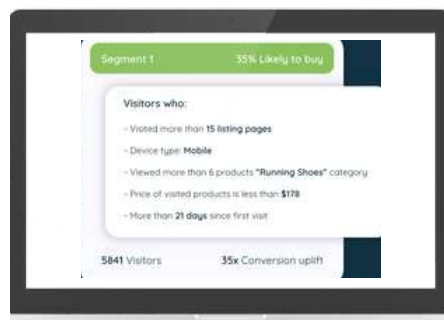 Segment 1 35% Likely to buy
Visitors who:
- Visited more than 15 listing pages
- Device type: Mobile
- Viewed more than 6 products "Running Shoes" category
- Price of visited products is less than $178
- More than 21 days since first visit
5841 Visitors 35x Conversion uplift